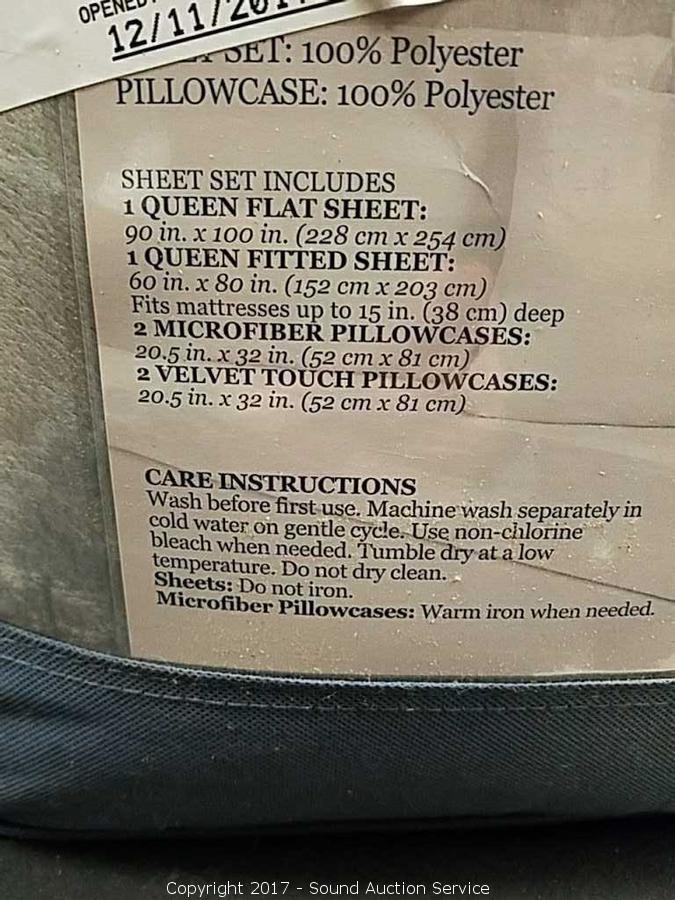 OPENED
12/11/201
SET: 100% Polyester
PILLOWCASE: 100% Polyester
SHEET SET INCLUDES
1 QUEEN FLAT SHEET:
90 in. x 100 in. (228 cm x 254 cm)
1 QUEEN FITTED SHEET:
60 in. x 80 in. (152 cm x 203 cm)
Fits mattresses up to 15 in. (38 cm) deep
2 MICROFIBER PILLOWCASES:
20.5 in. x 32 in. (52 cm x 81 cm)
2 VELVET TOUCH PILLOWCASES:
20.5 in. x 32 in. (52 cm x 81 cm)
CARE INSTRUCTIONS
Wash before first use. Machine wash separately in
cold water on gentle cycle. Use non-chlorine
bleach when needed. Tumble dry at a low
temperature. Do not dry clean.
Sheets: Do not iron.
Microfiber Pillowcases: Warm iron when needed.
Copyright 2017 - Sound Auction Service